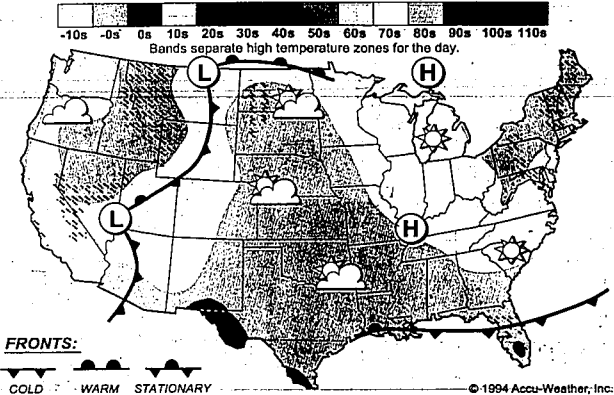 -10s -0s 0s 10s 20s 30s 40s 50s 60s 70s 80s 90s 100s 110s
Bands separate high temperature zones for the day.
L
H
L
H
FRONTS:
COLD WARM STATIONARY
© 1994 Accu-Weather, Inc.